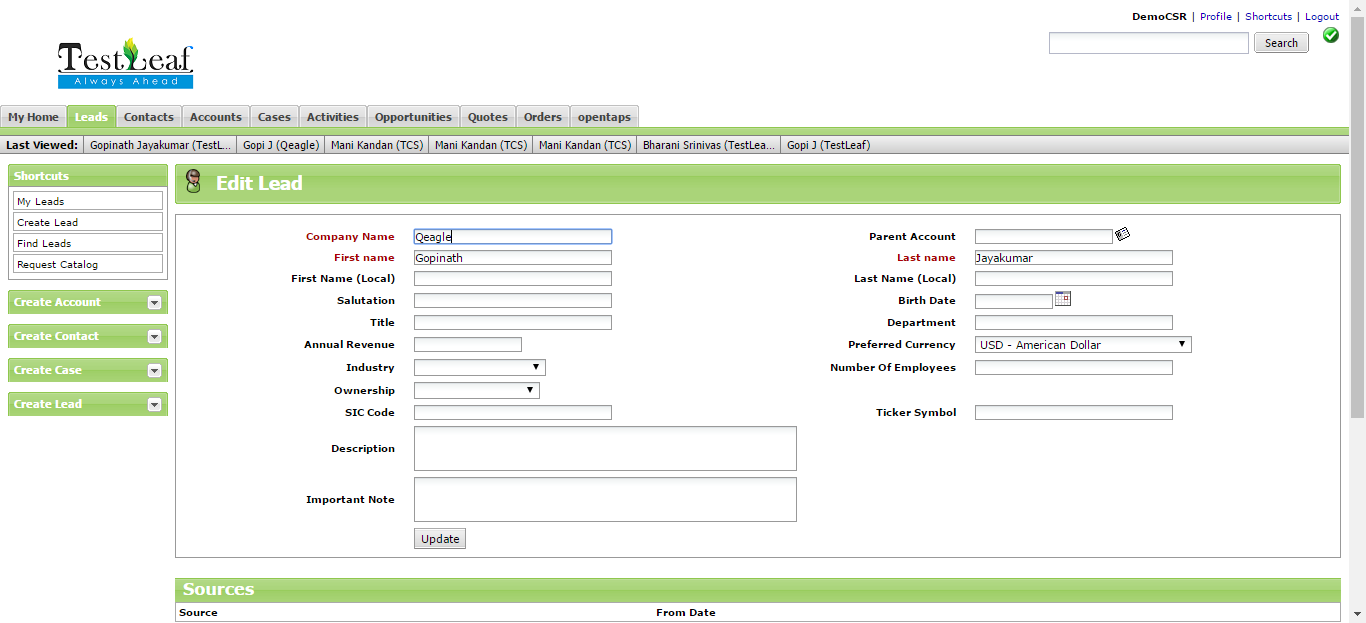 DemoCSR | Profile | Shortcuts | Logout
Search
TestLeaf
Always Ahead
My Home Leads Contacts Accounts Cases Activities Opportunities Quotes Orders opentaps
Last Viewed: Gopinath Jayakumar (TestL... Gopi J (Qeagle) Mani Kandan (TCS) Mani Kandan (TCS) Mani Kandan (TCS) Bharani Srinivas (TestLea... Gopi J (TestLeaf)
Shortcuts
My Leads
Create Lead
Find Leads
Request Catalog
Create Account
Create Contact
Create Case
Create Lead
Edit Lead
Company Name Qeagle Parent Account
First name Gopinath Last name Jayakumar
First Name (Local) Last Name (Local)
Salutation Birth Date
Title Department
Annual Revenue Preferred Currency USD - American Dollar
Industry Number Of Employees
Ownership
SIC Code Ticker Symbol
Description
Important Note
Update
Sources
Source From Date